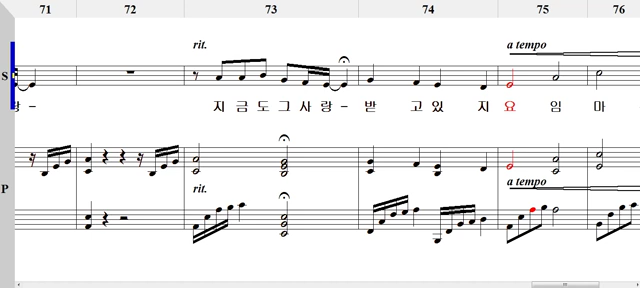 71 72 73 74 75 76
rit. a tempo
S
랑- 지 금 도 그 사 랑- 받 고 있 지 요 임 마
P
rit. a tempo